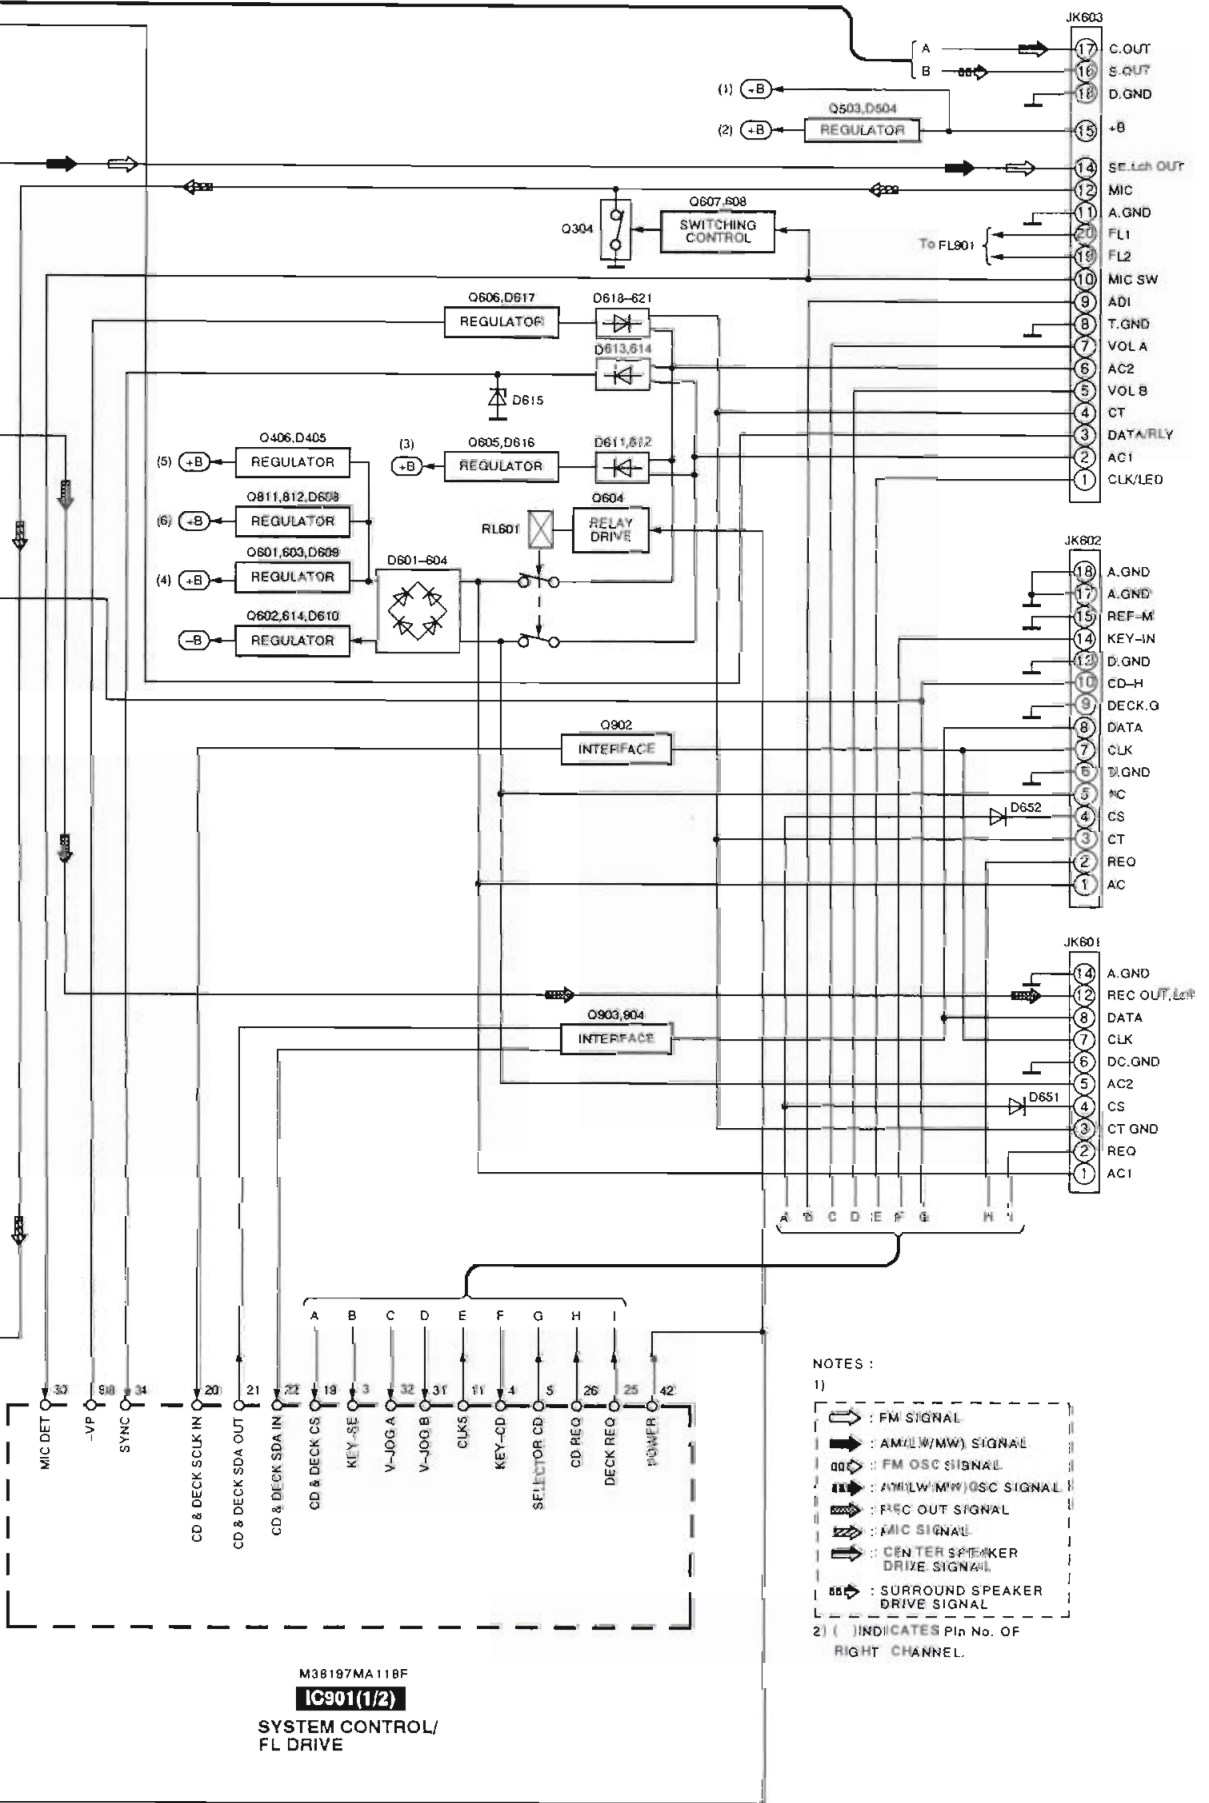 JK603
A 17 C.OUT
B 16 S.OUT
18 D.GND
(1) +B
Q503,D504
(2) +B REGULATOR 15 +B
14 SE.Lch OUT
12 MIC
Q607,608
11 A.GND
Q304 SWITCHING
CONTROL
20 FL1
To FL901
19 FL2
10 MIC SW
Q606,D617 D618–621
9 AD1
REGULATOR
8 T.GND
D613,614
7 VOL A
6 AC2
D615
5 VOL B
4 CT
Q406,D405 (3) Q605,D616 D611,612
3 DATA/RLY
(5) +B REGULATOR +B REGULATOR
2 AC1
1 CLK/LED
Q811,812,D608 Q604
(6) +B REGULATOR RL601 RELAY
DRIVE
JK602
Q601,603,D609 D601–604
(4) +B REGULATOR
18 A.GND
17 A.GND
Q602,614,D610
15 REF–M
–B REGULATOR
14 KEY–IN
13 D.GND
10 CD–H
9 DECK.G
Q902
8 DATA
INTERFACE 7 CLK
6 D.GND
5 AC
D652
4 CS
3 CT
2 REQ
1 AC
JK601
14 A.GND
12 REC OUT,Lch
Q903,904
8 DATA
INTERFACE 7 CLK
6 DC.GND
5 AC2
D651
4 CS
3 CT GND
2 REQ
1 AC1
A B C D E F G H I
A B C D E F G H I
30 98 34 20 21 22 19 3 32 31 11 4 5 26 25 42
MIC DET
–VP
SYNC
CD & DECK SCLK IN
CD & DECK SDA OUT
CD & DECK SDA IN
CD & DECK CS
KEY–SE
V–JOG A
V–JOG B
CLKS
KEY–CD
SELECTOR CD
CD REQ
DECK REQ
POWER
NOTES :
1)
: FM SIGNAL
: AM(LW/MW) SIGNAL
: FM OSC SIGNAL
: AM(LW/MW) OSC SIGNAL
: REC OUT SIGNAL
: MIC SIGNAL
: CENTER SPEAKER
DRIVE SIGNAL
: SURROUND SPEAKER
DRIVE SIGNAL
2) ( )INDICATES Pin No. OF
RIGHT CHANNEL.
M38197MA118F
IC901(1/2)
SYSTEM CONTROL/
FL DRIVE